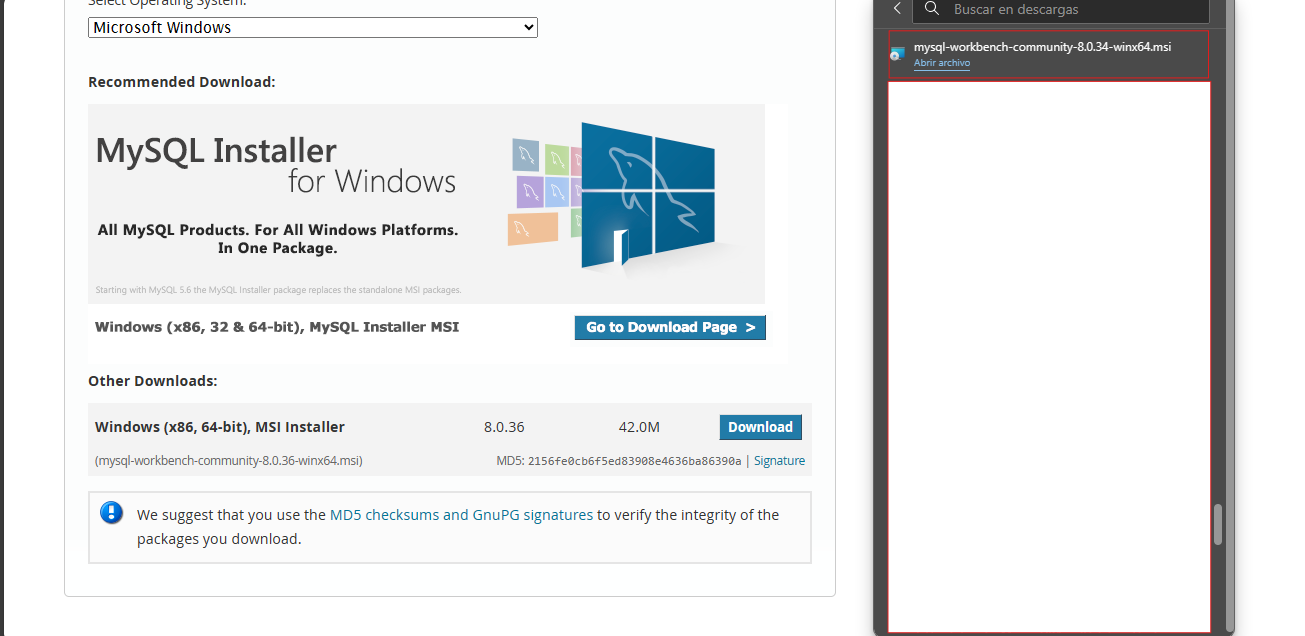 Select Operating System:
Microsoft Windows
Recommended Download:
MySQL Installer
for Windows
All MySQL Products. For All Windows Platforms.
In One Package.
Starting with MySQL 5.6 the MySQL Installer package replaces the standalone MSI packages.
Windows (x86, 32 & 64-bit), MySQL Installer MSI
Go to Download Page >
Other Downloads:
Windows (x86, 64-bit), MSI Installer 8.0.36 42.0M Download
(mysql-workbench-community-8.0.36-winx64.msi) MD5: 2156fe0cb6f5ed83908e4636ba86390a | Signature
We suggest that you use the MD5 checksums and GnuPG signatures to verify the integrity of the
packages you download.
Buscar en descargas
mysql-workbench-community-8.0.34-winx64.msi
Abrir archivo